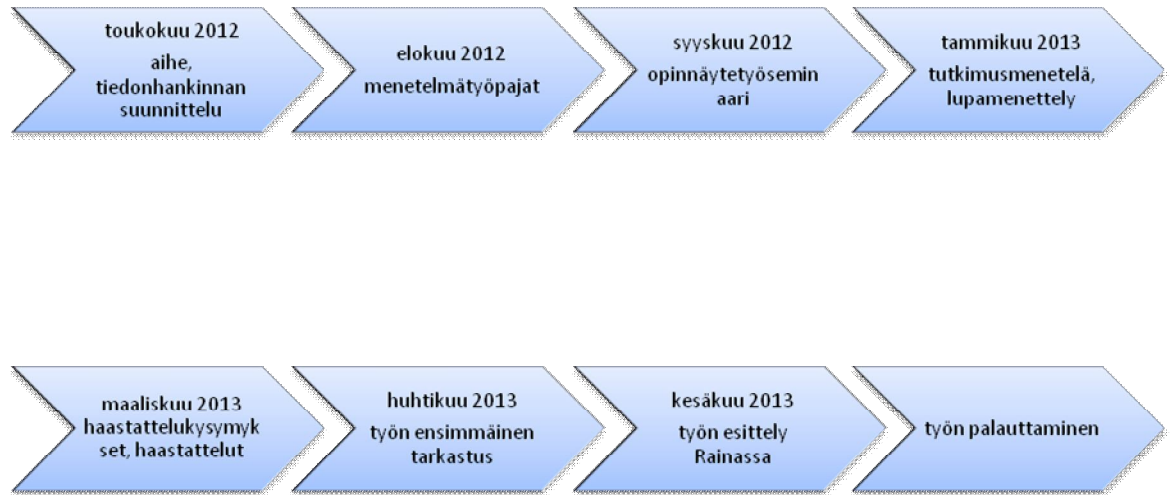 toukokuu 2012
aihe,
tiedonhankinnan
suunnittelu
elokuu 2012
menetelmätyöpajat
syyskuu 2012
opinnäytetyösemin
aari
tammikuu 2013
tutkimusmenetelä,
lupamenettely
maaliskuu 2013
haastattelukysymyk
set, haastattelut
huhtikuu 2013
työn ensimmäinen
tarkastus
kesäkuu 2013
työn esittely
Rainassa
työn palauttaminen